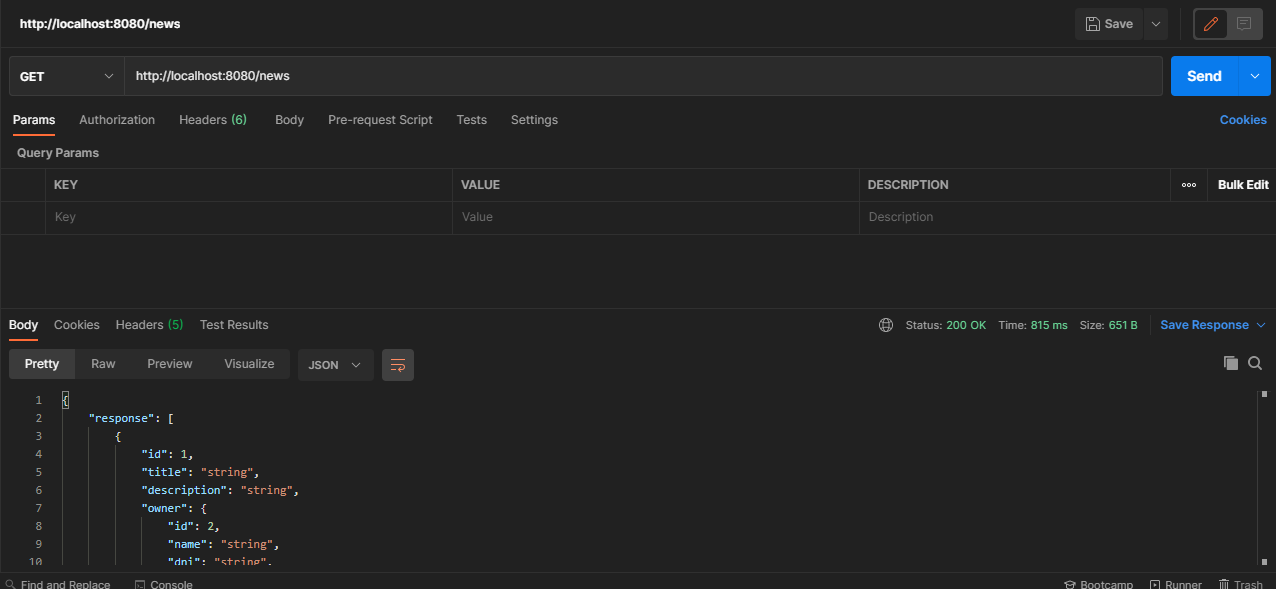 http://localhost:8080/news Save
GET http://localhost:8080/news Send
Params Authorization Headers (6) Body Pre-request Script Tests Settings Cookies
Query Params
KEY VALUE DESCRIPTION ooo Bulk Edit
Key Value Description
Body Cookies Headers (5) Test Results Status: 200 OK Time: 815 ms Size: 651 B Save Response
Pretty Raw Preview Visualize JSON
1 {
2 "response": [
3 {
4 "id": 1,
5 "title": "string",
6 "description": "string",
7 "owner": {
8 "id": 2,
9 "name": "string",
10 "dni": "string",
Find and Replace Console Bootcamp Runner Trash